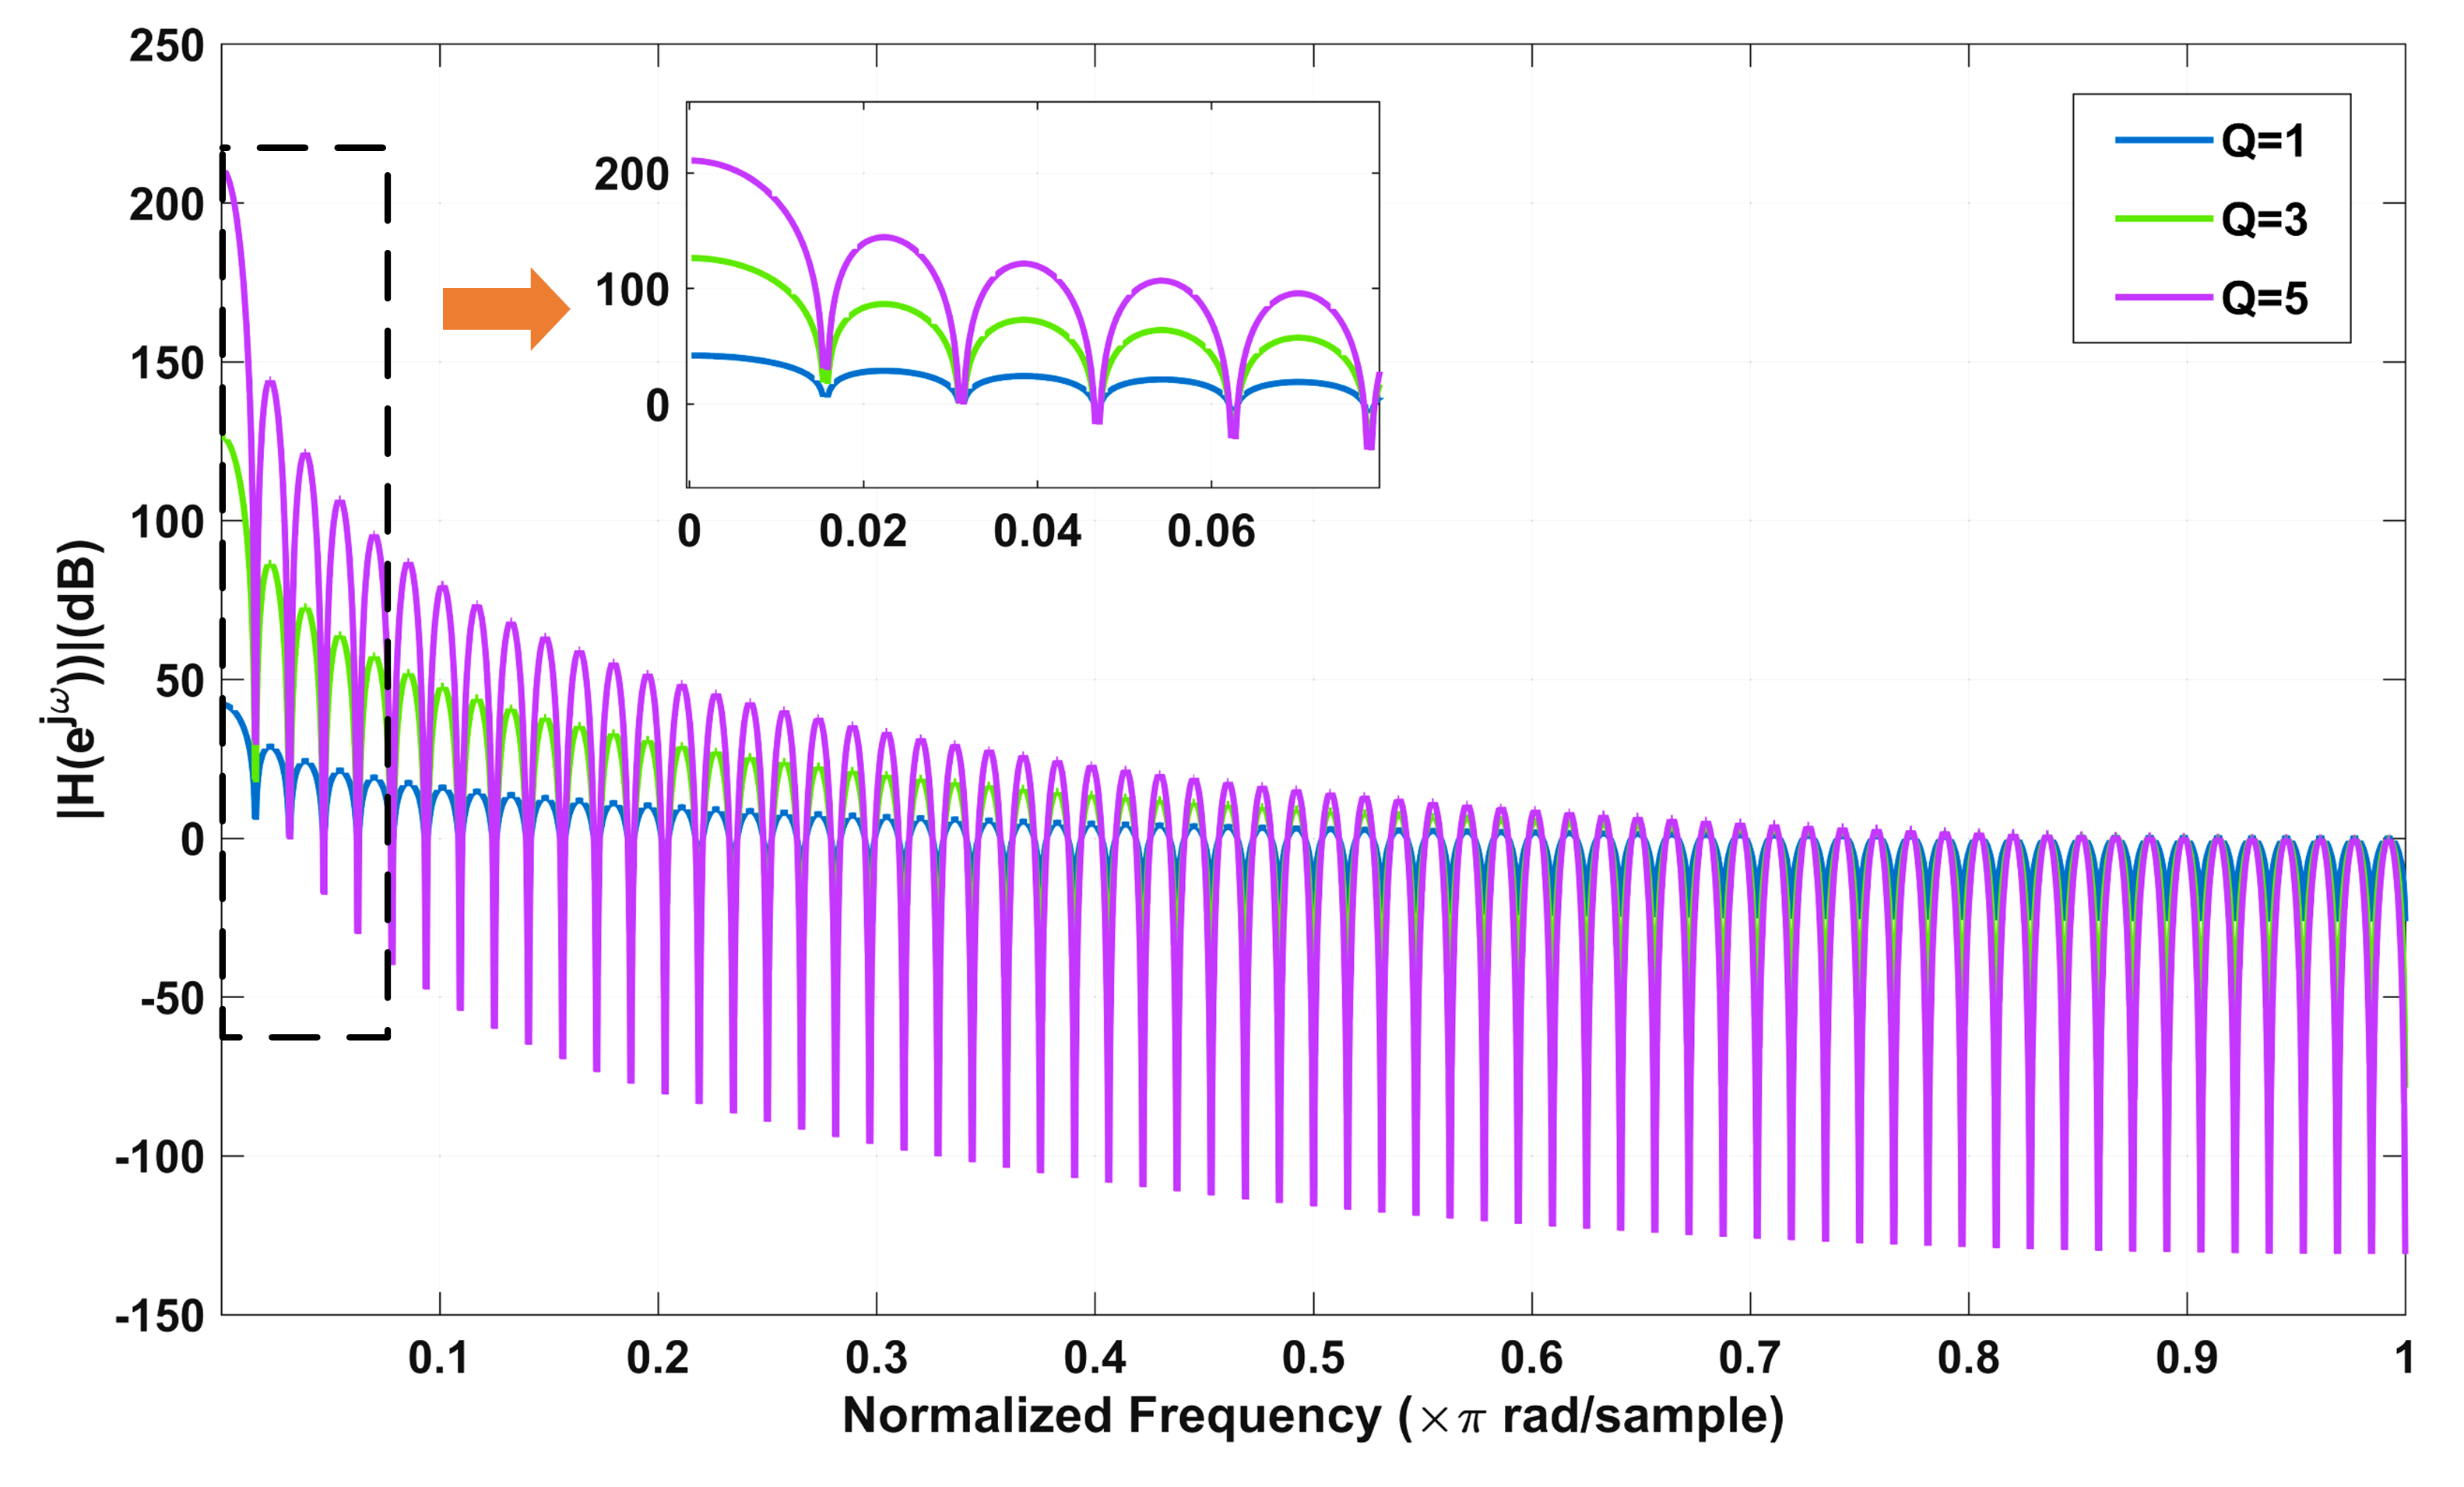 250
200
150
100
50
0
-50
-100
-150
|H(e^{jω}))|(dB)
200
100
0
0 0.02 0.04 0.06
Q=1
Q=3
Q=5
0.1 0.2 0.3 0.4 0.5 0.6 0.7 0.8 0.9 1
Normalized Frequency (×π rad/sample)